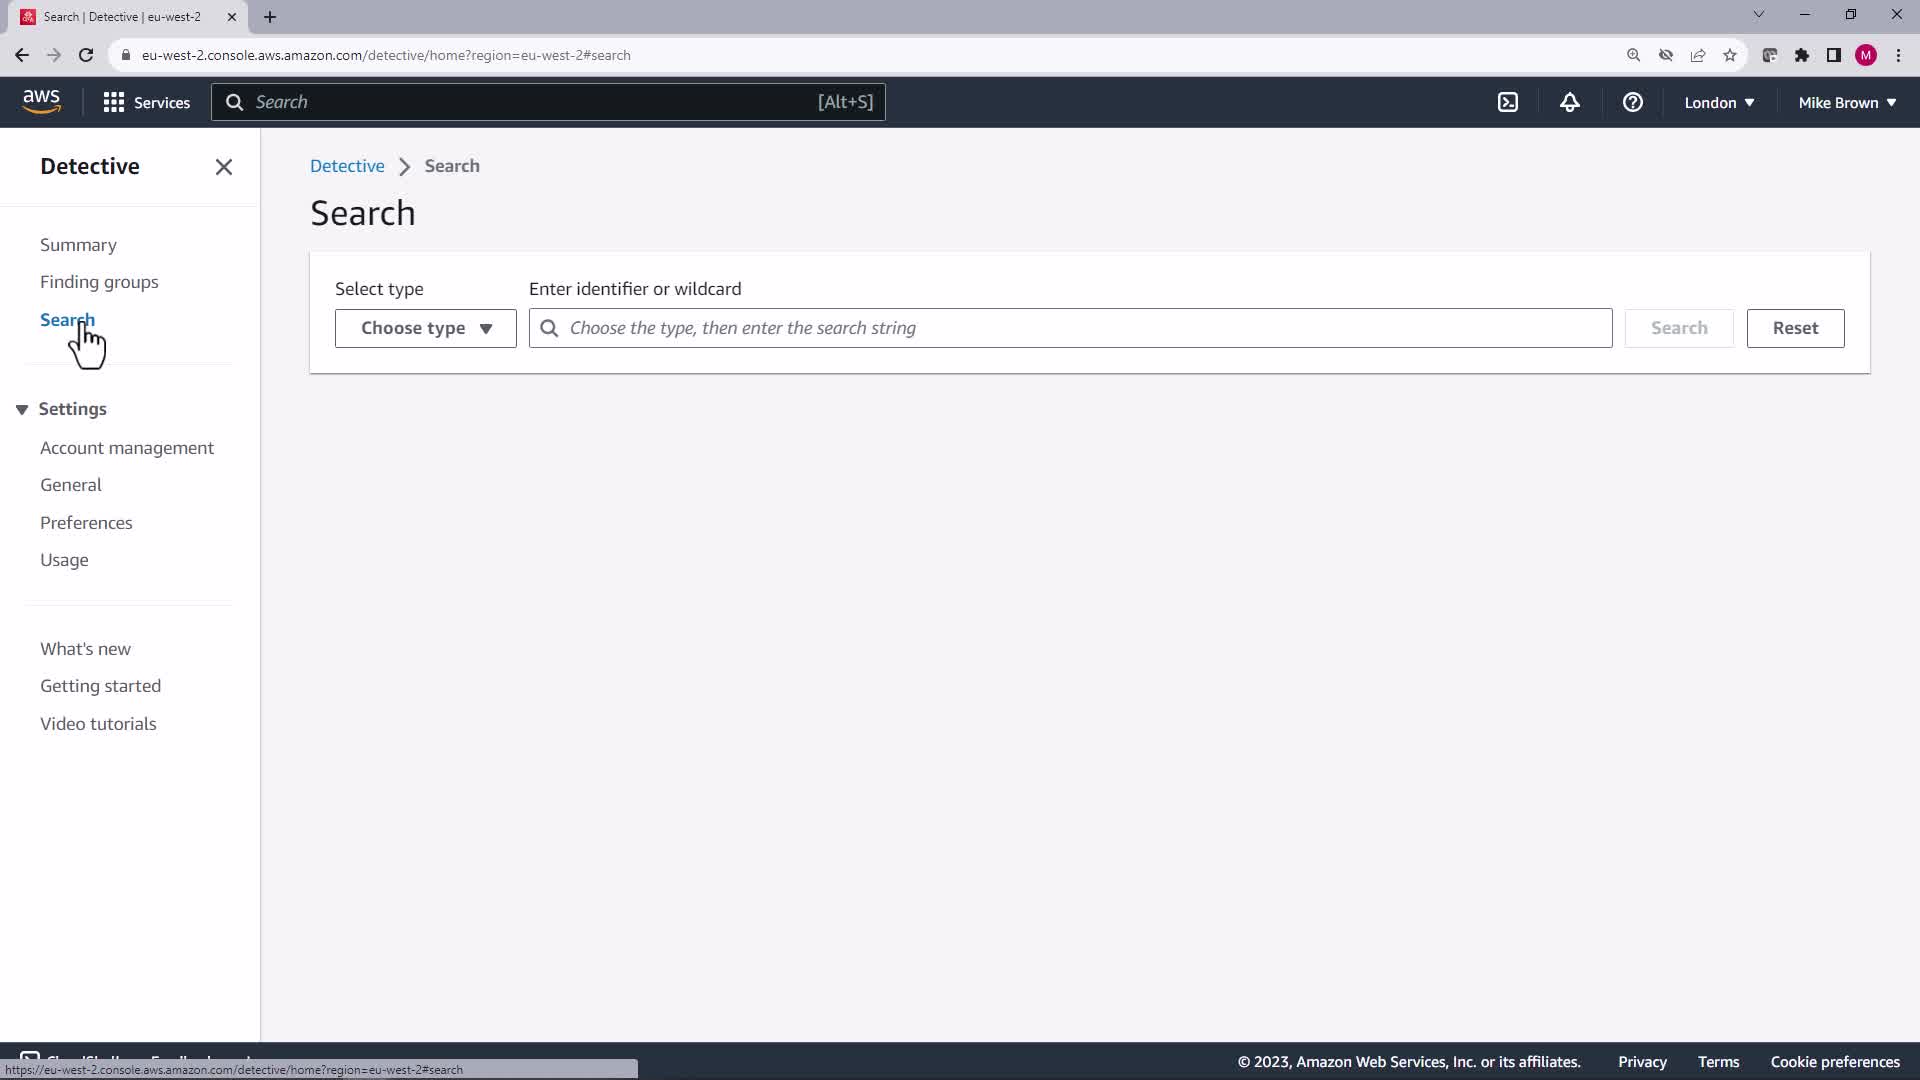 Search | Detective | eu-west-2
eu-west-2.console.aws.amazon.com/detective/home?region=eu-west-2#search
M
aws
Services
Search
[Alt+S]
London
Mike Brown
Detective
Summary
Finding groups
Search
Settings
Account management
General
Preferences
Usage
What's new
Getting started
Video tutorials
Detective
Search
Search
Select type
Enter identifier or wildcard
Choose type
Choose the type, then enter the search string
Search
Reset
© 2023, Amazon Web Services, Inc. or its affiliates.
Privacy
Terms
Cookie preferences
https://eu-west-2.console.aws.amazon.com/detective/home?region=eu-west-2#search